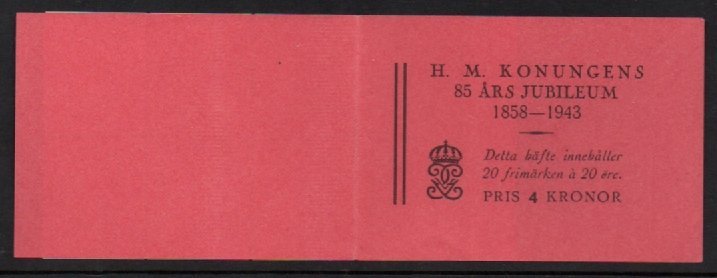 H. M. KONUNGENS
85 ÅRS JUBILEUM
1858—1943
Detta häfte innehåller
20 frimärken à 20 öre.
PRIS 4 KRONOR